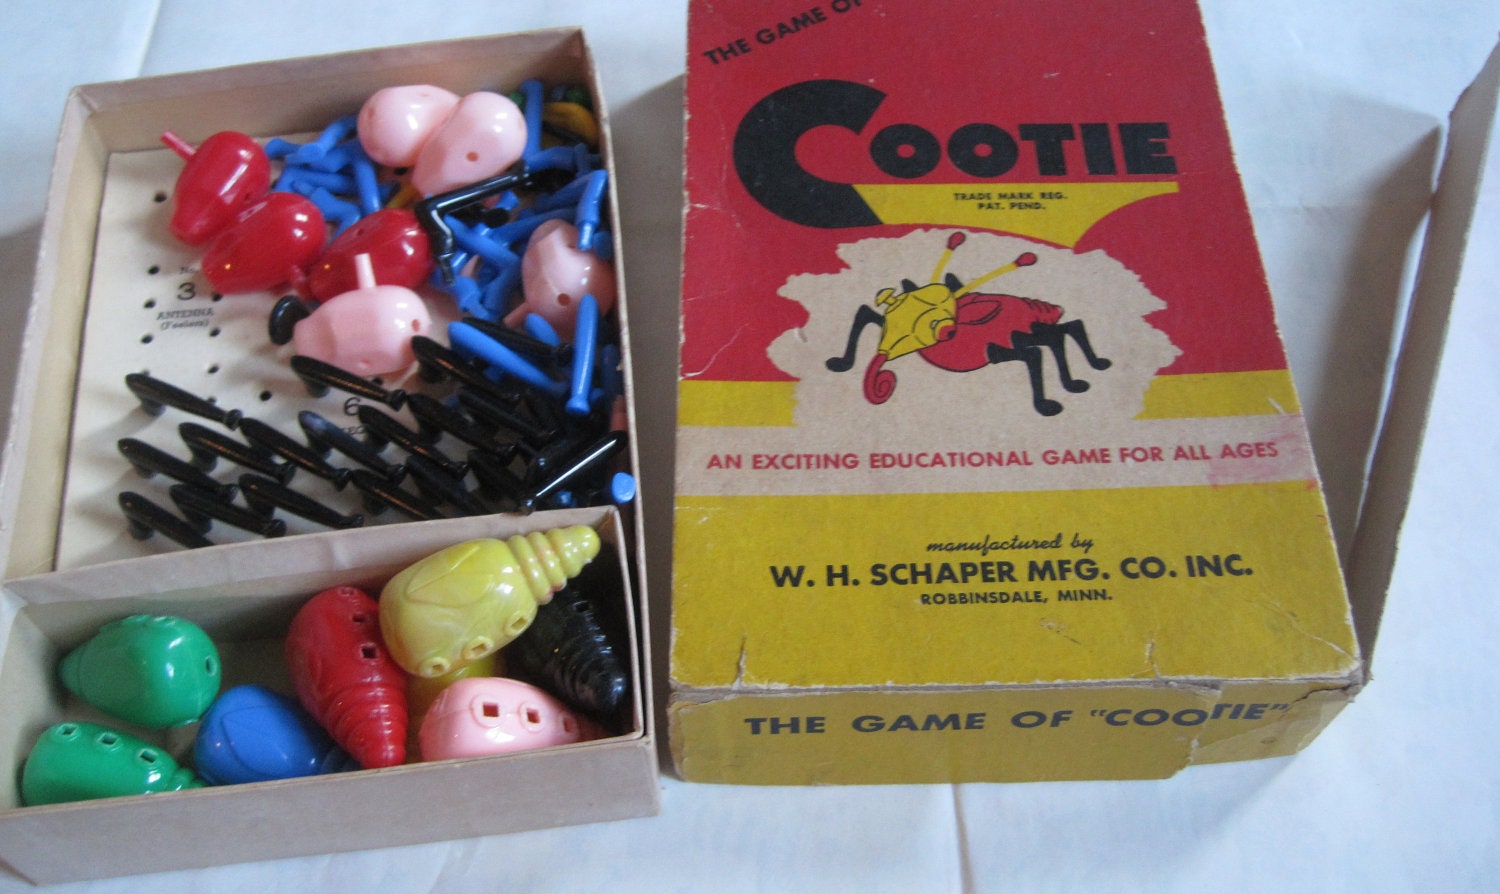 THE GAME OF
COOTIE
TRADE MARK REG.
PAT. PEND.
AN EXCITING EDUCATIONAL GAME FOR ALL AGES
manufactured by
W. H. SCHAPER MFG. CO. INC.
ROBBINSDALE, MINN.
THE GAME OF "COOTIE"
3
ANTENNA
(Feelers)
6